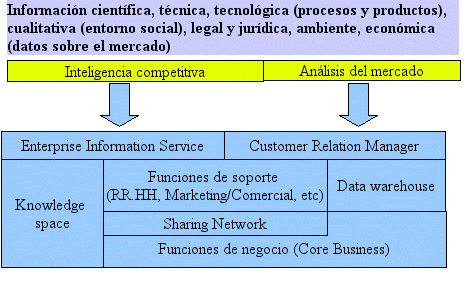 Información científica, técnica, tecnológica (procesos y productos),
cualitativa (entorno social), legal y jurídica, ambiente, económica
(datos sobre el mercado)
Inteligencia competitiva
Análisis del mercado
Enterprise Information Service
Customer Relation Manager
Knowledge
space
Funciones de soporte
(RR.HH, Marketing/Comercial, etc)
Data warehouse
Sharing Network
Funciones de negocio (Core Business)